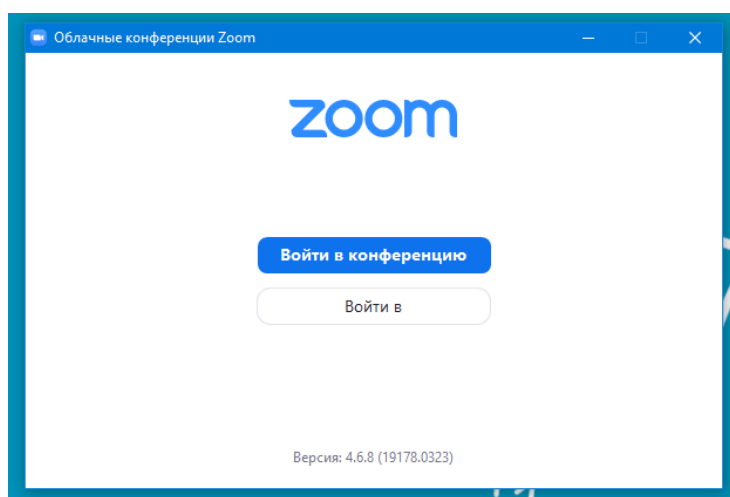 Облачные конференции Zoom
zoom
Войти в конференцию
Войти в
Версия: 4.6.8 (19178.0323)